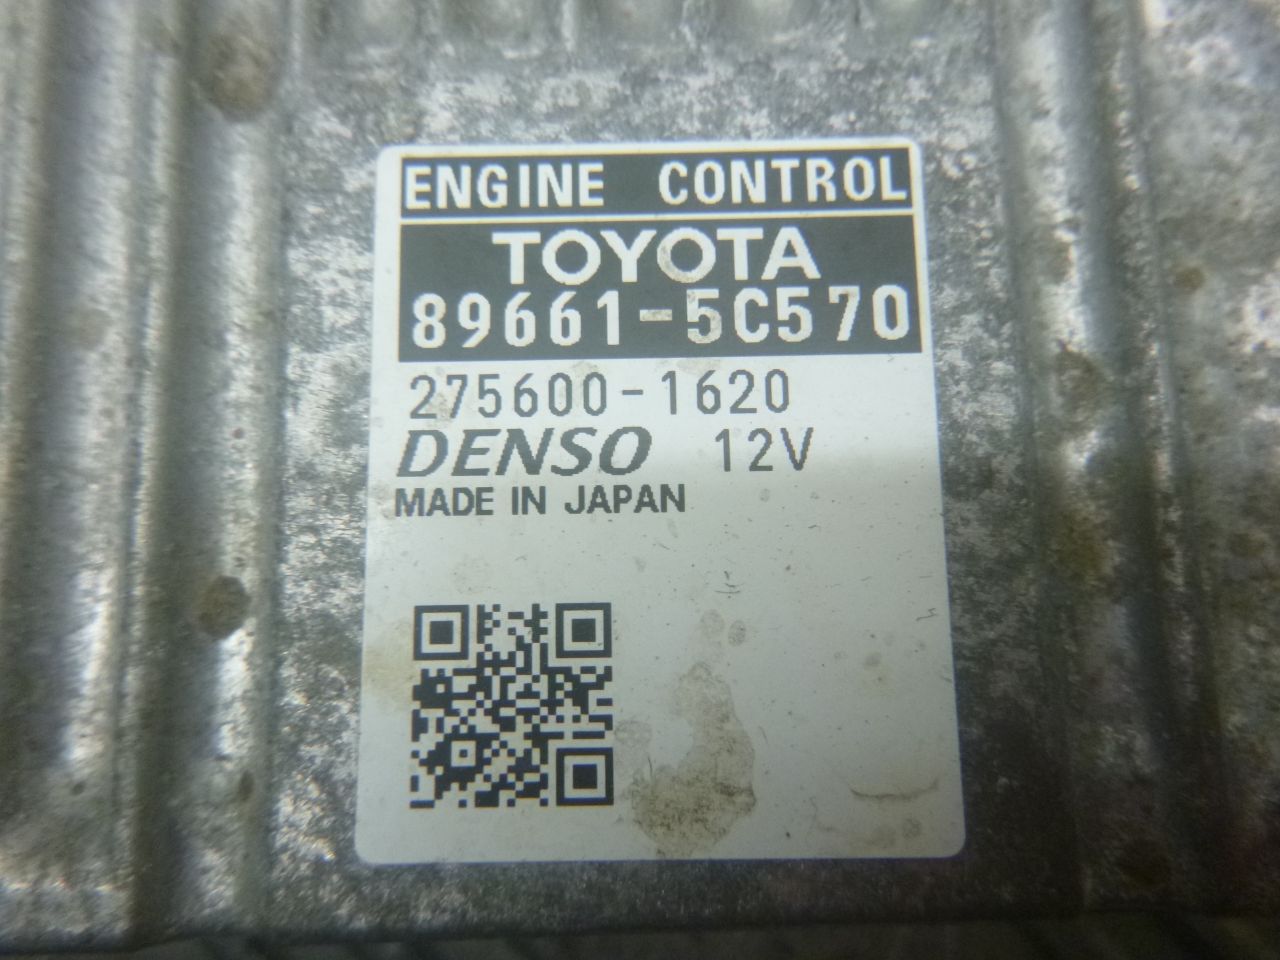 ENGINE CONTROL
TOYOTA
89661-5C570
275600-1620
DENSO 12V
MADE IN JAPAN